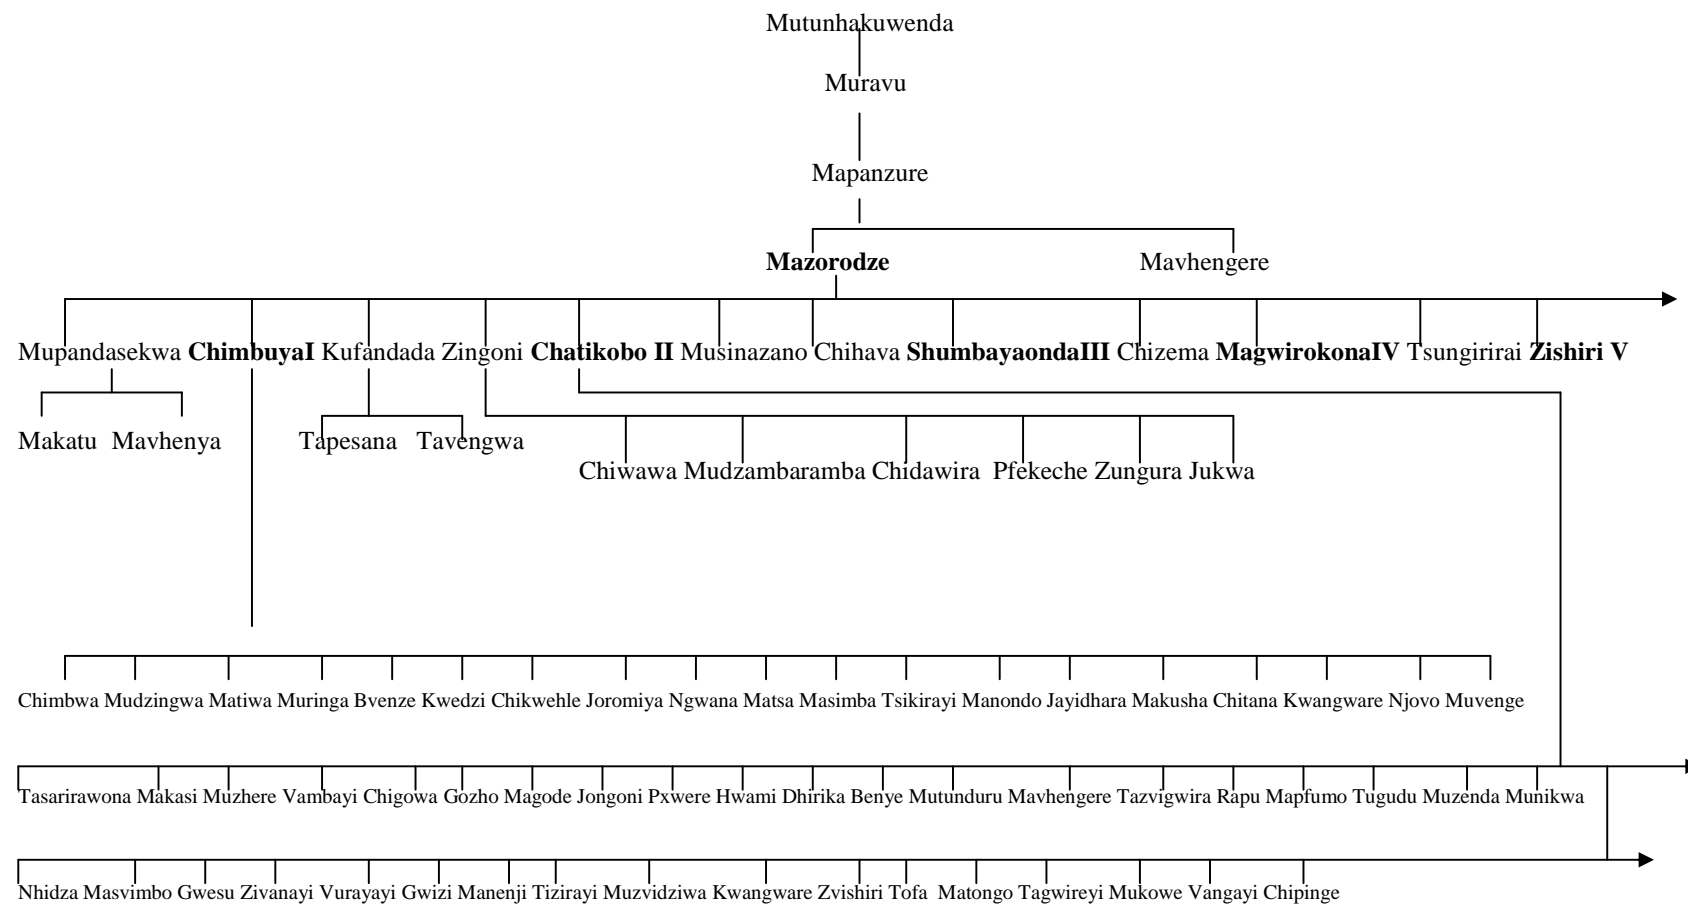 Mutunhakuwenda
Muravu
Mapanzure
Mazorodze Mavhengere
Mupandasekwa ChimbuyaI Kufandada Zingoni Chatikobo II Musinazano Chihava ShumbayaondaIII Chizema MagwirokonaIV Tsungirirai Zishiri V
Makatu Mavhenya Tapesana Tavengwa
Chiwawa Mudzambaramba Chidawira Pfekeche Zungura Jukwa
Chimbwa Mudzingwa Matiwa Muringa Bvenze Kwedzi Chikwehle Joromiya Ngwana Matsa Masimba Tsikirayi Manondo Jayidhara Makusha Chitana Kwangware Njovo Muvenge
Tasarirawona Makasi Muzhere Vambayi Chigowa Gozho Magode Jongoni Pxwere Hwami Dhirika Benye Mutunduru Mavhengere Tazvigwira Rapu Mapfumo Tugudu Muzenda Munikwa
Nhidza Masvimbo Gwesu Zivanayi Vurayayi Gwizi Manenji Tizirayi Muzvidziwa Kwangware Zvishiri Tofa Matongo Tagwireyi Mukowe Vangayi Chipinge